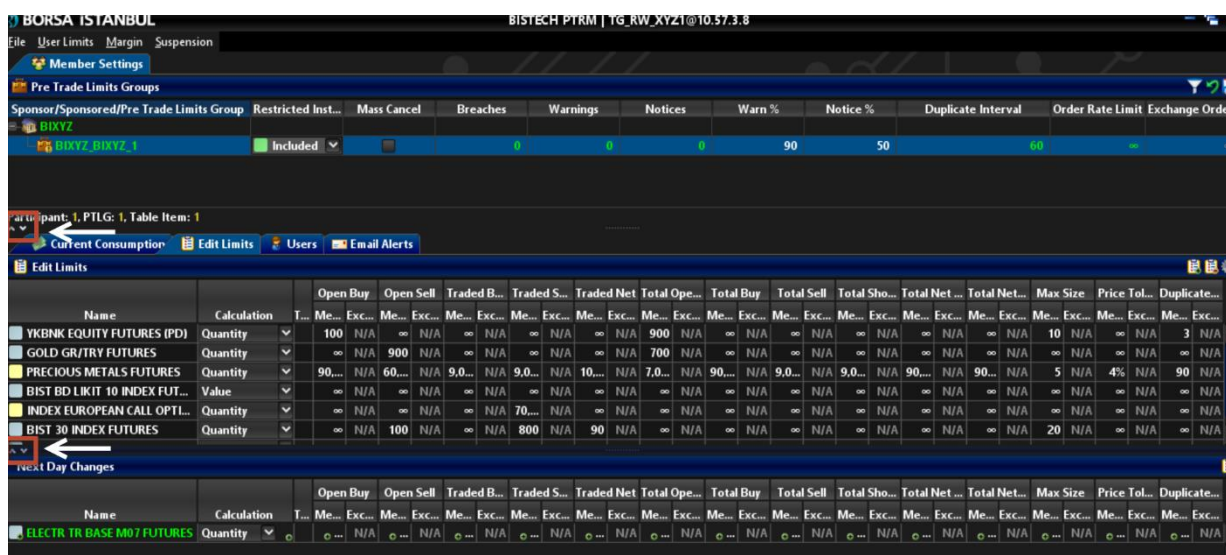 BORSA ISTANBUL BISTECH PTRM | TG_RW_XYZ1@10.57.3.8
File User Limits Margin Suspension
Member Settings
Pre Trade Limits Groups
Sponsor/Sponsored/Pre Trade Limits Group Restricted Inst... Mass Cancel Breaches Warnings Notices Warn % Notice % Duplicate Interval Order Rate Limit Exchange Orde
BIXYZ
BIXYZ_BIXYZ_1 Included 0 0 0 90 50 60 ∞
Participant: 1, PTLG: 1, Table Item: 1
Current Consumption Edit Limits Users Email Alerts
Edit Limits
Open Buy Open Sell Traded B... Traded S... Traded Net Total Ope... Total Buy Total Sell Total Sho... Total Net ... Total Net... Max Size Price Tol... Duplicate...
Name Calculation T... Me... Exc... Me... Exc... Me... Exc... Me... Exc... Me... Exc... Me... Exc... Me... Exc... Me... Exc... Me... Exc... Me... Exc... Me... Exc... Me... Exc... Me... Exc... Me... Exc...
YKBNK EQUITY FUTURES (PD) Quantity 100 N/A ∞ N/A ∞ N/A ∞ N/A ∞ N/A 900 N/A ∞ N/A ∞ N/A ∞ N/A ∞ N/A ∞ N/A 10 N/A ∞ N/A 3 N/A
GOLD GR/TRY FUTURES Quantity ∞ N/A 900 N/A ∞ N/A ∞ N/A ∞ N/A 700 N/A ∞ N/A ∞ N/A ∞ N/A ∞ N/A ∞ N/A ∞ N/A ∞ N/A ∞ N/A
PRECIOUS METALS FUTURES Quantity 90,... N/A 60,... N/A 9,0... N/A 9,0... N/A 10,... N/A 7,0... N/A 90,... N/A 9,0... N/A 9,0... N/A 90,... N/A 90... N/A 5 N/A 4% N/A 90 N/A
BIST BD LIKIT 10 INDEX FUT... Value ∞ N/A ∞ N/A ∞ N/A ∞ N/A ∞ N/A ∞ N/A ∞ N/A ∞ N/A ∞ N/A ∞ N/A ∞ N/A ∞ N/A ∞ N/A ∞ N/A
INDEX EUROPEAN CALL OPTI... Quantity ∞ N/A ∞ N/A ∞ N/A 70,... N/A ∞ N/A ∞ N/A ∞ N/A ∞ N/A ∞ N/A ∞ N/A ∞ N/A ∞ N/A ∞ N/A ∞ N/A
BIST 30 INDEX FUTURES Quantity ∞ N/A 100 N/A ∞ N/A 800 N/A 90 N/A ∞ N/A ∞ N/A ∞ N/A ∞ N/A ∞ N/A ∞ N/A 20 N/A ∞ N/A ∞ N/A
Next Day Changes
Open Buy Open Sell Traded B... Traded S... Traded Net Total Ope... Total Buy Total Sell Total Sho... Total Net ... Total Net... Max Size Price Tol... Duplicate...
Name Calculation T... Me... Exc... Me... Exc... Me... Exc... Me... Exc... Me... Exc... Me... Exc... Me... Exc... Me... Exc... Me... Exc... Me... Exc... Me... Exc... Me... Exc... Me... Exc... Me... Exc...
ELECTR TR BASE M07 FUTURES Quantity ... N/A ... N/A ... N/A ... N/A ... N/A ... N/A ... N/A ... N/A ... N/A ... N/A ... N/A ... N/A ... N/A ... N/A